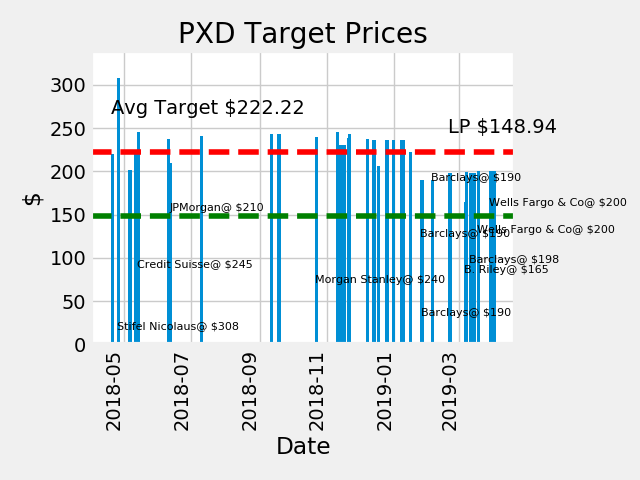 PXD Target Prices
300
Avg Target $222.22
250
LP $148.94
200
Barclays@ $190
Wells Fargo & Co@ $200
JPMorgan@ $210
150
Wells Fargo & Co@ $200
Barclays@ $190
$
Credit Suisse@ $245
Barclays@ $198
B. Riley@ $165
100
Morgan Stanley@ $240
50
Barclays@ $190
Stifel Nicolaus@ $308
0
2018-05
2018-07
2018-09
2018-11
2019-01
2019-03
Date